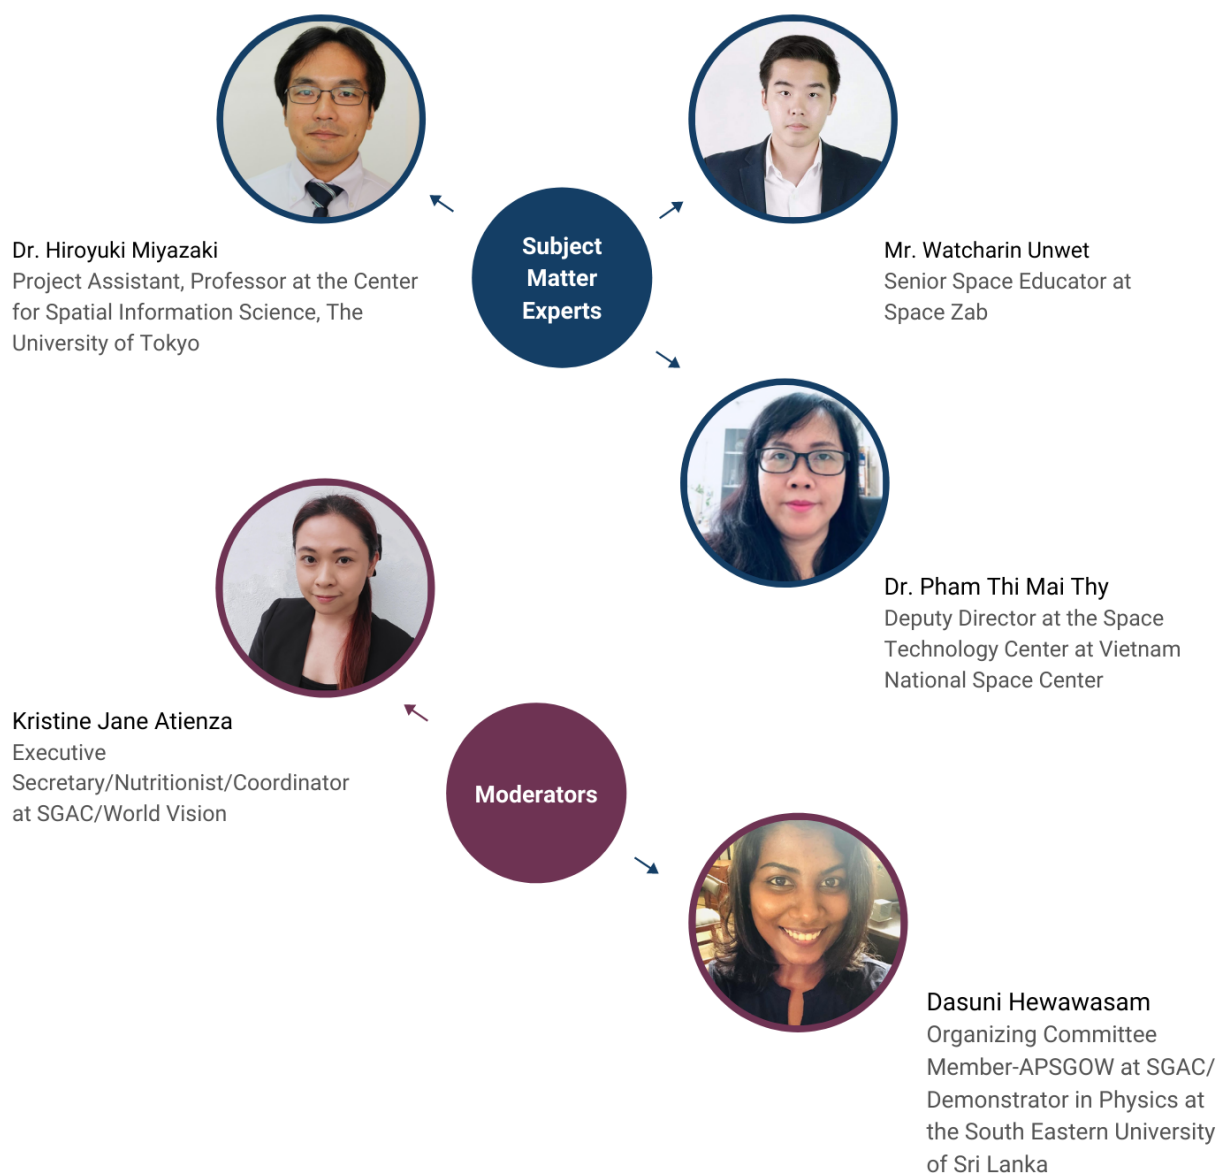 Subject
Matter
Experts
Dr. Hiroyuki Miyazaki
Project Assistant, Professor at the Center
for Spatial Information Science, The
University of Tokyo
Mr. Watcharin Unwet
Senior Space Educator at
Space Zab
Dr. Pham Thi Mai Thy
Deputy Director at the Space
Technology Center at Vietnam
National Space Center
Moderators
Kristine Jane Atienza
Executive
Secretary/Nutritionist/Coordinator
at SGAC/World Vision
Dasuni Hewawasam
Organizing Committee
Member-APSGOW at SGAC/
Demonstrator in Physics at
the South Eastern University
of Sri Lanka